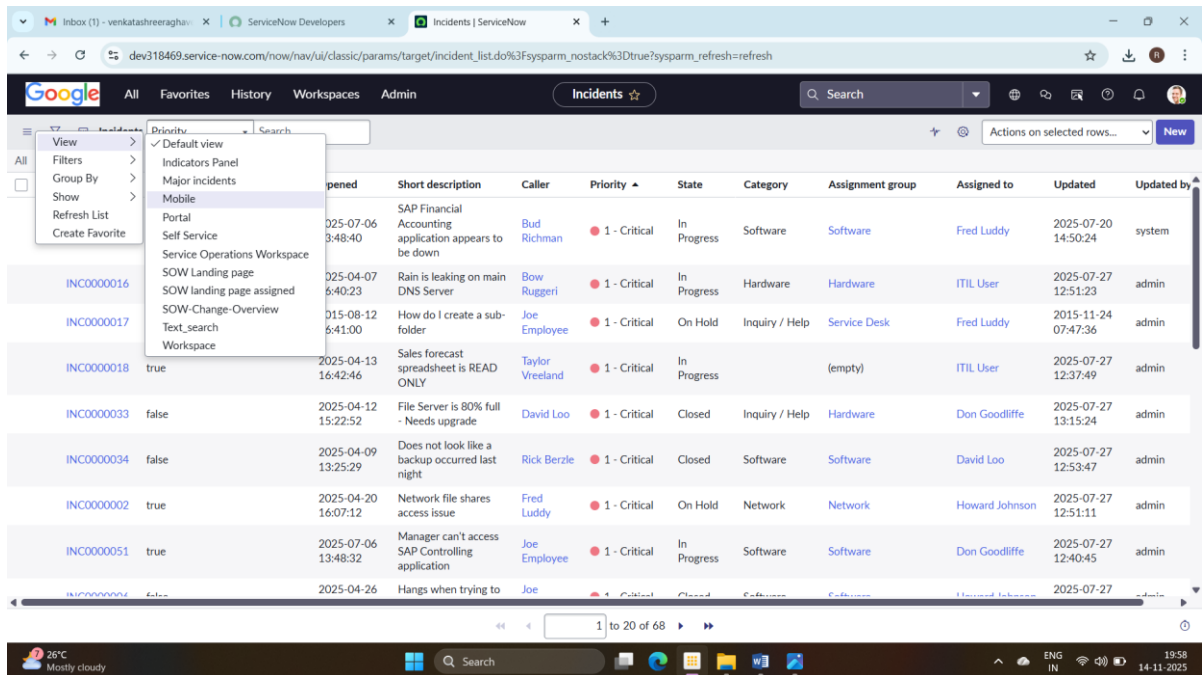 Inbox (1) - venkatashreeraghav
ServiceNow Developers
Incidents | ServiceNow
dev318469.service-now.com/now/nav/ui/classic/params/target/incident_list.do%3Fsysparm_nostack%3Dtrue?sysparm_refresh=refresh
R
Google All Favorites History Workspaces Admin Incidents Search
Incidents Priority Search Actions on selected rows... New
All
View
Filters
Group By
Show
Refresh List
Create Favorite
Default view
Indicators Panel
Major incidents
Mobile
Portal
Self Service
Service Operations Workspace
SOW Landing page
SOW landing page assigned
SOW-Change-Overview
Text_search
Workspace
Short description Caller Priority State Category Assignment group Assigned to Updated Updated by
SAP Financial
Accounting
application appears to
be down
Bud
Richman
1 - Critical
In
Progress
Software
Software
Fred Luddy
2025-07-20
14:50:24
system
INC0000016
Rain is leaking on main
DNS Server
Bow
Ruggeri
1 - Critical
In
Progress
Hardware
Hardware
ITIL User
2025-07-27
12:51:23
admin
INC0000017
How do I create a sub-
folder
Joe
Employee
1 - Critical
On Hold
Inquiry / Help
Service Desk
Fred Luddy
2015-11-24
07:47:36
admin
INC0000018
true
2025-04-13
16:42:46
Sales forecast
spreadsheet is READ
ONLY
Taylor
Vreeland
1 - Critical
In
Progress
(empty)
ITIL User
2025-07-27
12:37:49
admin
INC0000033
false
2025-04-12
15:22:52
File Server is 80% full
- Needs upgrade
David Loo
1 - Critical
Closed
Inquiry / Help
Hardware
Don Goodliffe
2025-07-27
13:15:24
admin
INC0000034
false
2025-04-09
13:25:29
Does not look like a
backup occurred last
night
Rick Berzle
1 - Critical
Closed
Software
Software
David Loo
2025-07-27
12:53:47
admin
INC0000002
true
2025-04-20
16:07:12
Network file shares
access issue
Fred
Luddy
1 - Critical
On Hold
Network
Network
Howard Johnson
2025-07-27
12:51:11
admin
INC0000051
true
2025-07-06
13:48:32
Manager can't access
SAP Controlling
application
Joe
Employee
1 - Critical
In
Progress
Software
Software
Don Goodliffe
2025-07-27
12:40:45
admin
2025-04-26
Hangs when trying to
Joe
2025-07-27
1 to 20 of 68
7
26°C
Mostly cloudy
Search
ENG
IN
19:58
14-11-2025